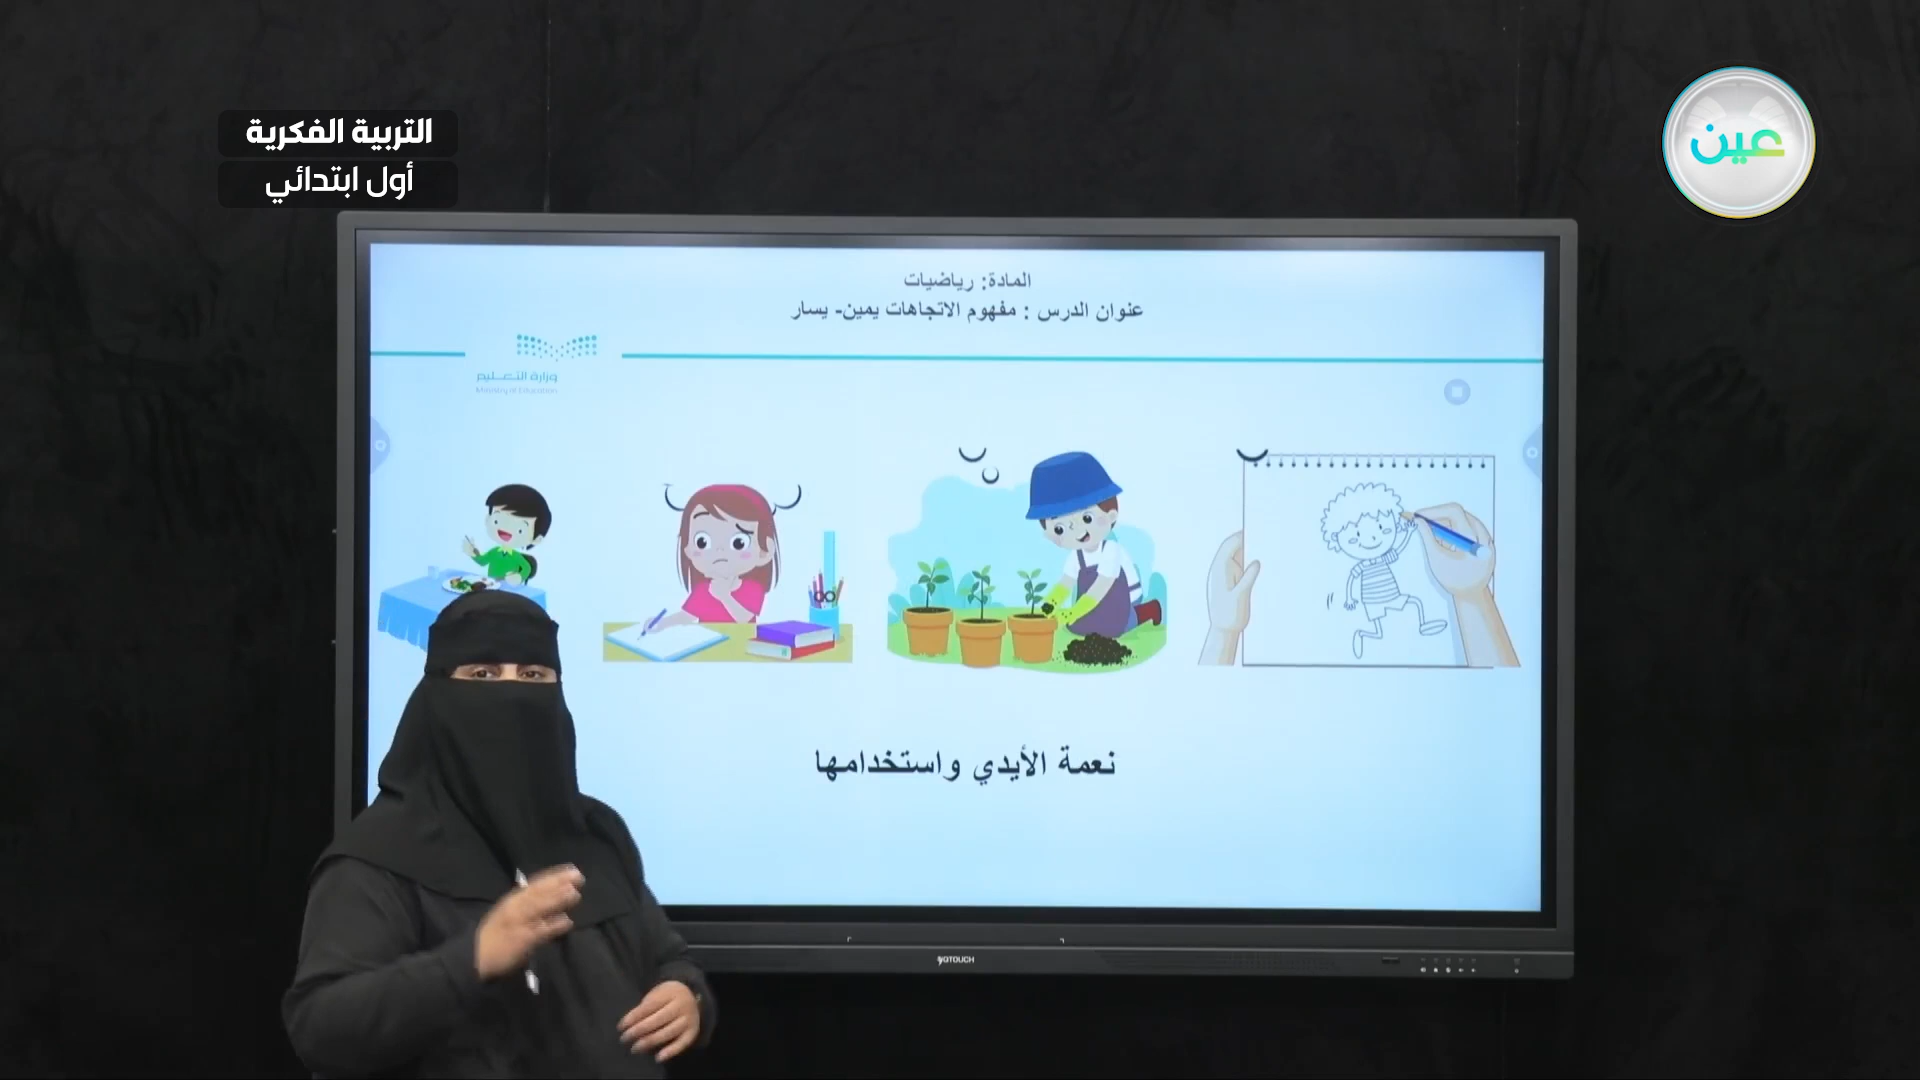 التربية الفكرية
أول ابتدائي
عين
المادة: رياضيات
عنوان الدرس : مفهوم الاتجاهات يمين- يسار
وزارة التعليم
Ministry of Education
نعمة الأيدي واستخدامها
YQTOUCH